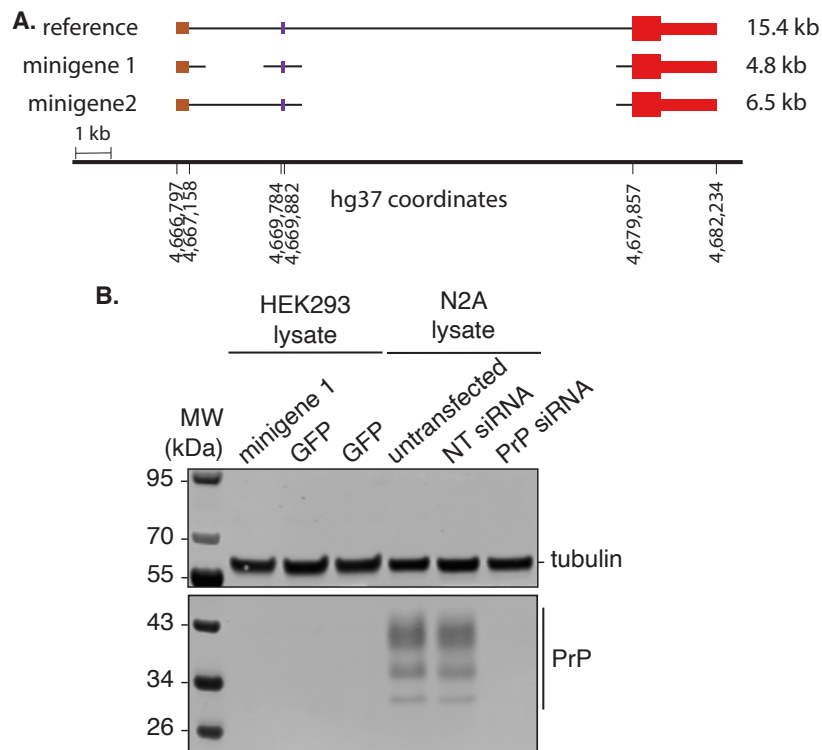 A.
reference 15.4 kb
minigene 1 4.8 kb
minigene2 6.5 kb
1 kb
hg37 coordinates
4,666,797
4,667,158
4,669,784
4,669,882
4,679,857
4,682,234
B.
HEK293
lysate
N2A
lysate
MW
(kDa)
minigene 1
GFP
GFP
untransfected
NT siRNA
PrP siRNA
95
70
55
tubulin
43
34
26
PrP